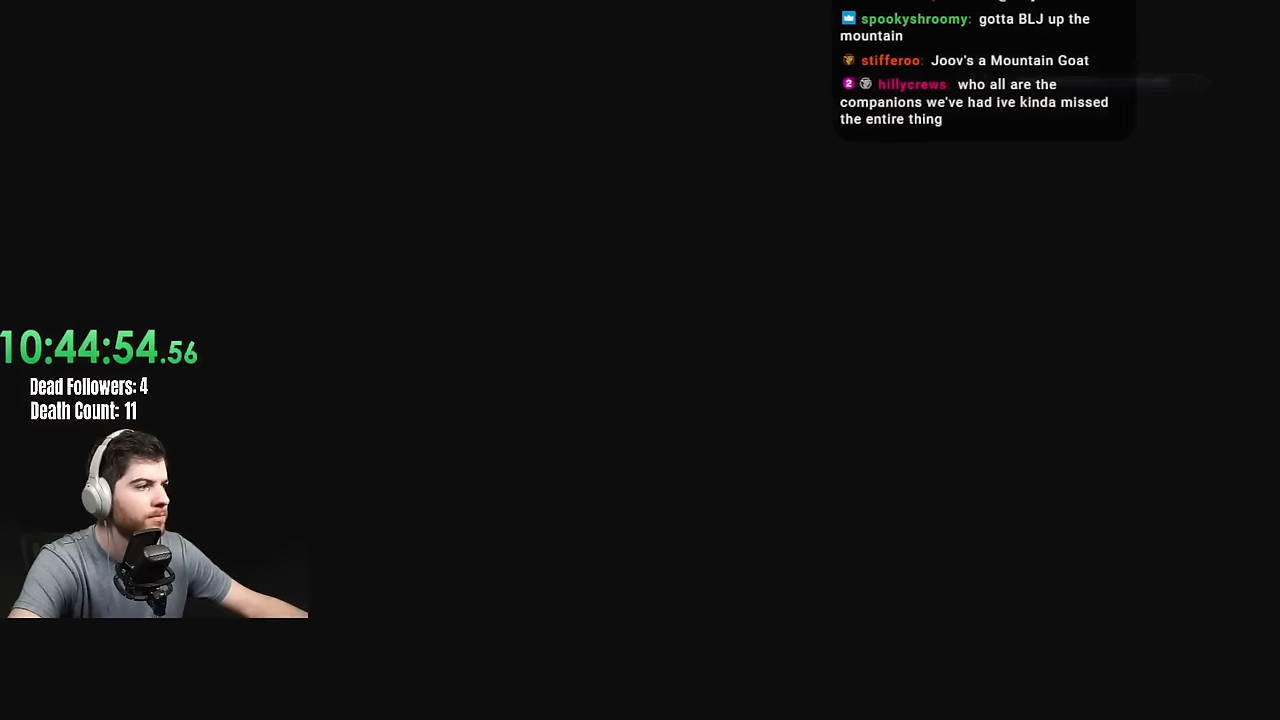 spookyshroomy: gotta BLJ up the
mountain
stifferoo: Joov's a Mountain Goat
2 hillycrews: who all are the
companions we've had ive kinda missed
the entire thing
10:44:54.56
Dead Followers: 4
Death Count: 11